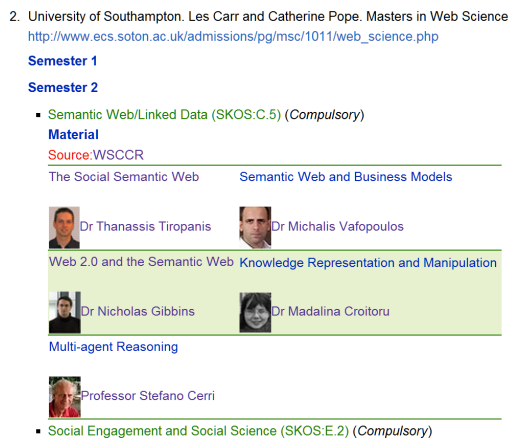 2. University of Southampton. Les Carr and Catherine Pope. Masters in Web Science
http://www.ecs.soton.ac.uk/admissions/pg/msc/1011/web_science.php
Semester 1
Semester 2
Semantic Web/Linked Data (SKOS:C.5) (Compulsory)
Material
Source:WSCCR
The Social Semantic Web Semantic Web and Business Models
Dr Thanassis Tiropanis Dr Michalis Vafopoulos
Web 2.0 and the Semantic Web Knowledge Representation and Manipulation
Dr Nicholas Gibbins Dr Madalina Croitoru
Multi-agent Reasoning
Professor Stefano Cerri
Social Engagement and Social Science (SKOS:E.2) (Compulsory)